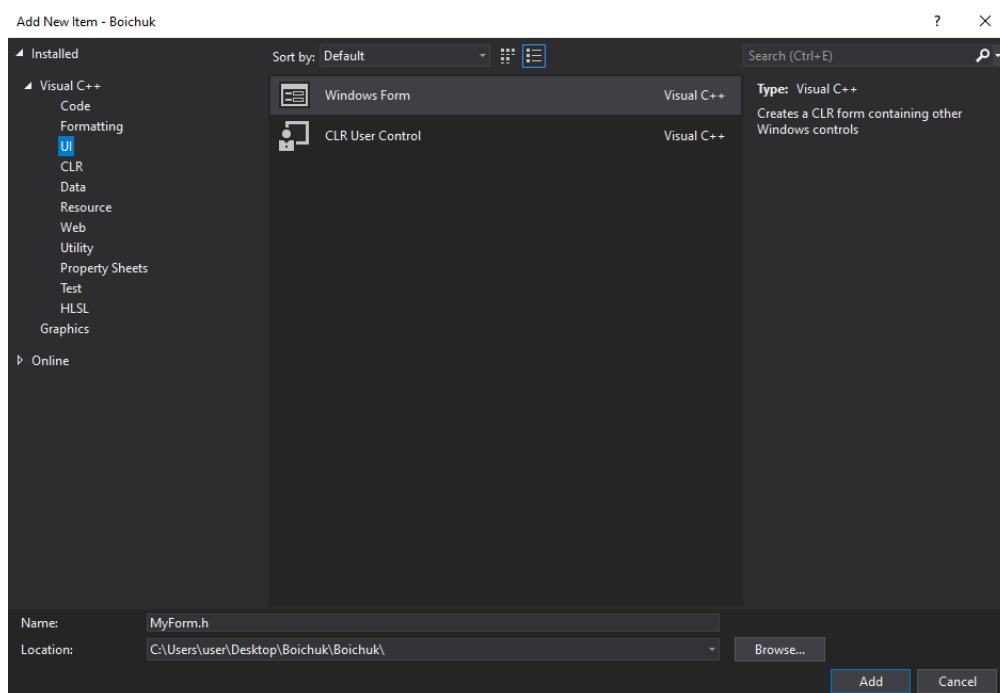 Add New Item - Boichuk
?
Installed
Sort by: Default
Search (Ctrl+E)
Visual C++
Code
Formatting
UI
CLR
Data
Resource
Web
Utility
Property Sheets
Test
HLSL
Graphics
Online
Windows Form Visual C++
CLR User Control Visual C++
Type: Visual C++
Creates a CLR form containing other
Windows controls
Name: MyForm.h
Location: C:\Users\user\Desktop\Boichuk\Boichuk\
Browse...
Add Cancel